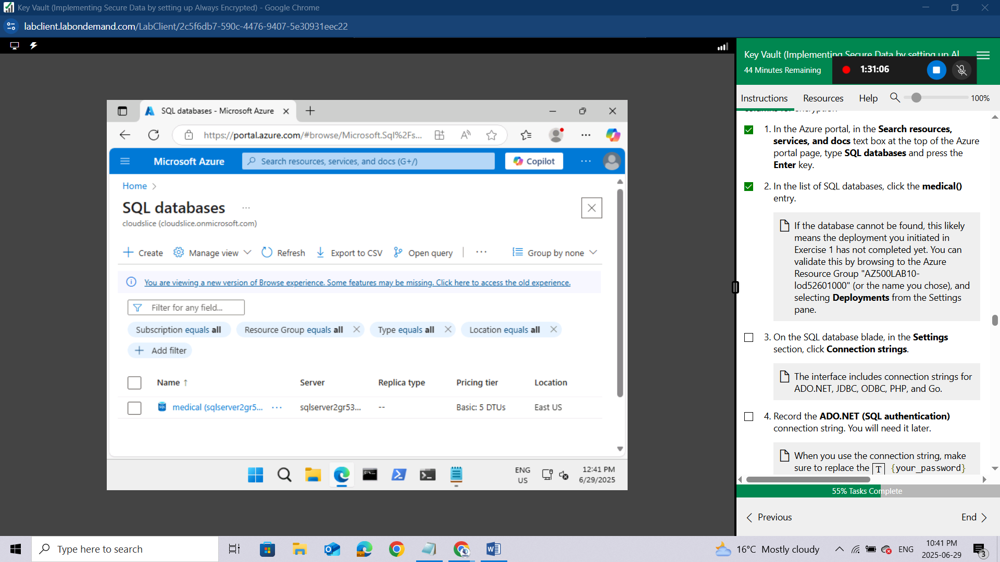 Key Vault (Implementing Secure Data by setting up Always Encrypted) - Google Chrome
labclient.labondemand.com/LabClient/2c5f6db7-590c-4476-9407-5e30931eec22
SQL databases - Microsoft Azure
https://portal.azure.com/#browse/Microsoft.Sql%2Fs...
Microsoft Azure
Search resources, services, and docs (G+/)
Copilot
Home
SQL databases
cloudslice (cloudslice.onmicrosoft.com)
Create
Manage view
Refresh
Export to CSV
Open query
Group by none
You are viewing a new version of Browse experience. Some features may be missing. Click here to access the old experience.
Filter for any field...
Subscription equals all
Resource Group equals all
Type equals all
Location equals all
Add filter
Name ↑ Server Replica type Pricing tier Location
medical (sqlserver2gr5... ... sqlserver2gr53... -- Basic: 5 DTUs East US
ENG
US
12:41 PM
6/29/2025
Key Vault (Implementing Secure Data by setting up Al
44 Minutes Remaining
1:31:06
Instructions Resources Help 100%
1. In the Azure portal, in the Search resources,
services, and docs text box at the top of the Azure
portal page, type SQL databases and press the
Enter key.
2. In the list of SQL databases, click the medical()
entry.
If the database cannot be found, this likely
means the deployment you initiated in
Exercise 1 has not completed yet. You can
validate this by browsing to the Azure
Resource Group "AZ500LAB10-
lod52601000" (or the name you chose), and
selecting Deployments from the Settings
pane.
3. On the SQL database blade, in the Settings
section, click Connection strings.
The interface includes connection strings for
ADO.NET, JDBC, ODBC, PHP, and Go.
4. Record the ADO.NET (SQL authentication)
connection string. You will need it later.
When you use the connection string, make
sure to replace the T {your_password}
55% Tasks Complete
Previous
End
Type here to search
16°C Mostly cloudy
ENG
10:41 PM
2025-06-29
3